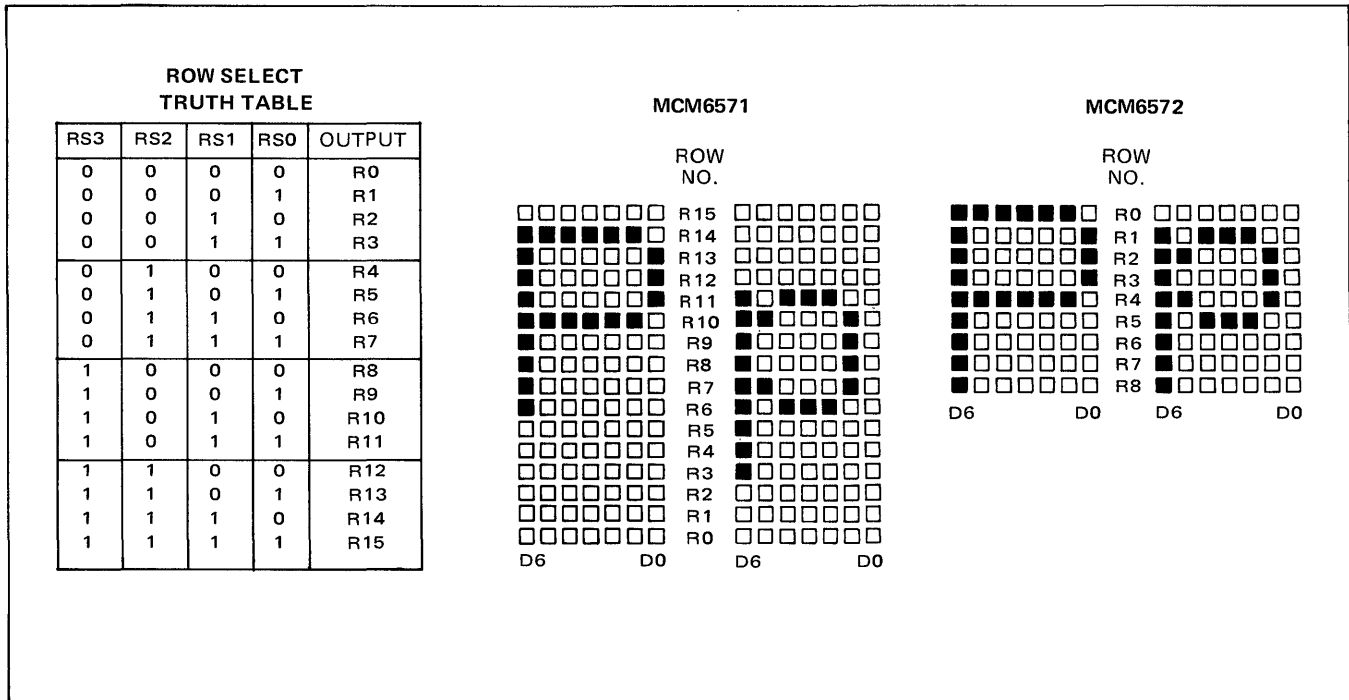 ROW SELECT
TRUTH TABLE
RS3 RS2 RS1 RS0 OUTPUT
0 0 0 0 R0
0 0 0 1 R1
0 0 1 0 R2
0 0 1 1 R3
0 1 0 0 R4
0 1 0 1 R5
0 1 1 0 R6
0 1 1 1 R7
1 0 0 0 R8
1 0 0 1 R9
1 0 1 0 R10
1 0 1 1 R11
1 1 0 0 R12
1 1 0 1 R13
1 1 1 0 R14
1 1 1 1 R15
MCM6571
ROW
NO.
R15
R14
R13
R12
R11
R10
R9
R8
R7
R6
R5
R4
R3
R2
R1
R0
D6 D0 D6 D0
MCM6572
ROW
NO.
R0
R1
R2
R3
R4
R5
R6
R7
R8
D6 D0 D6 D0